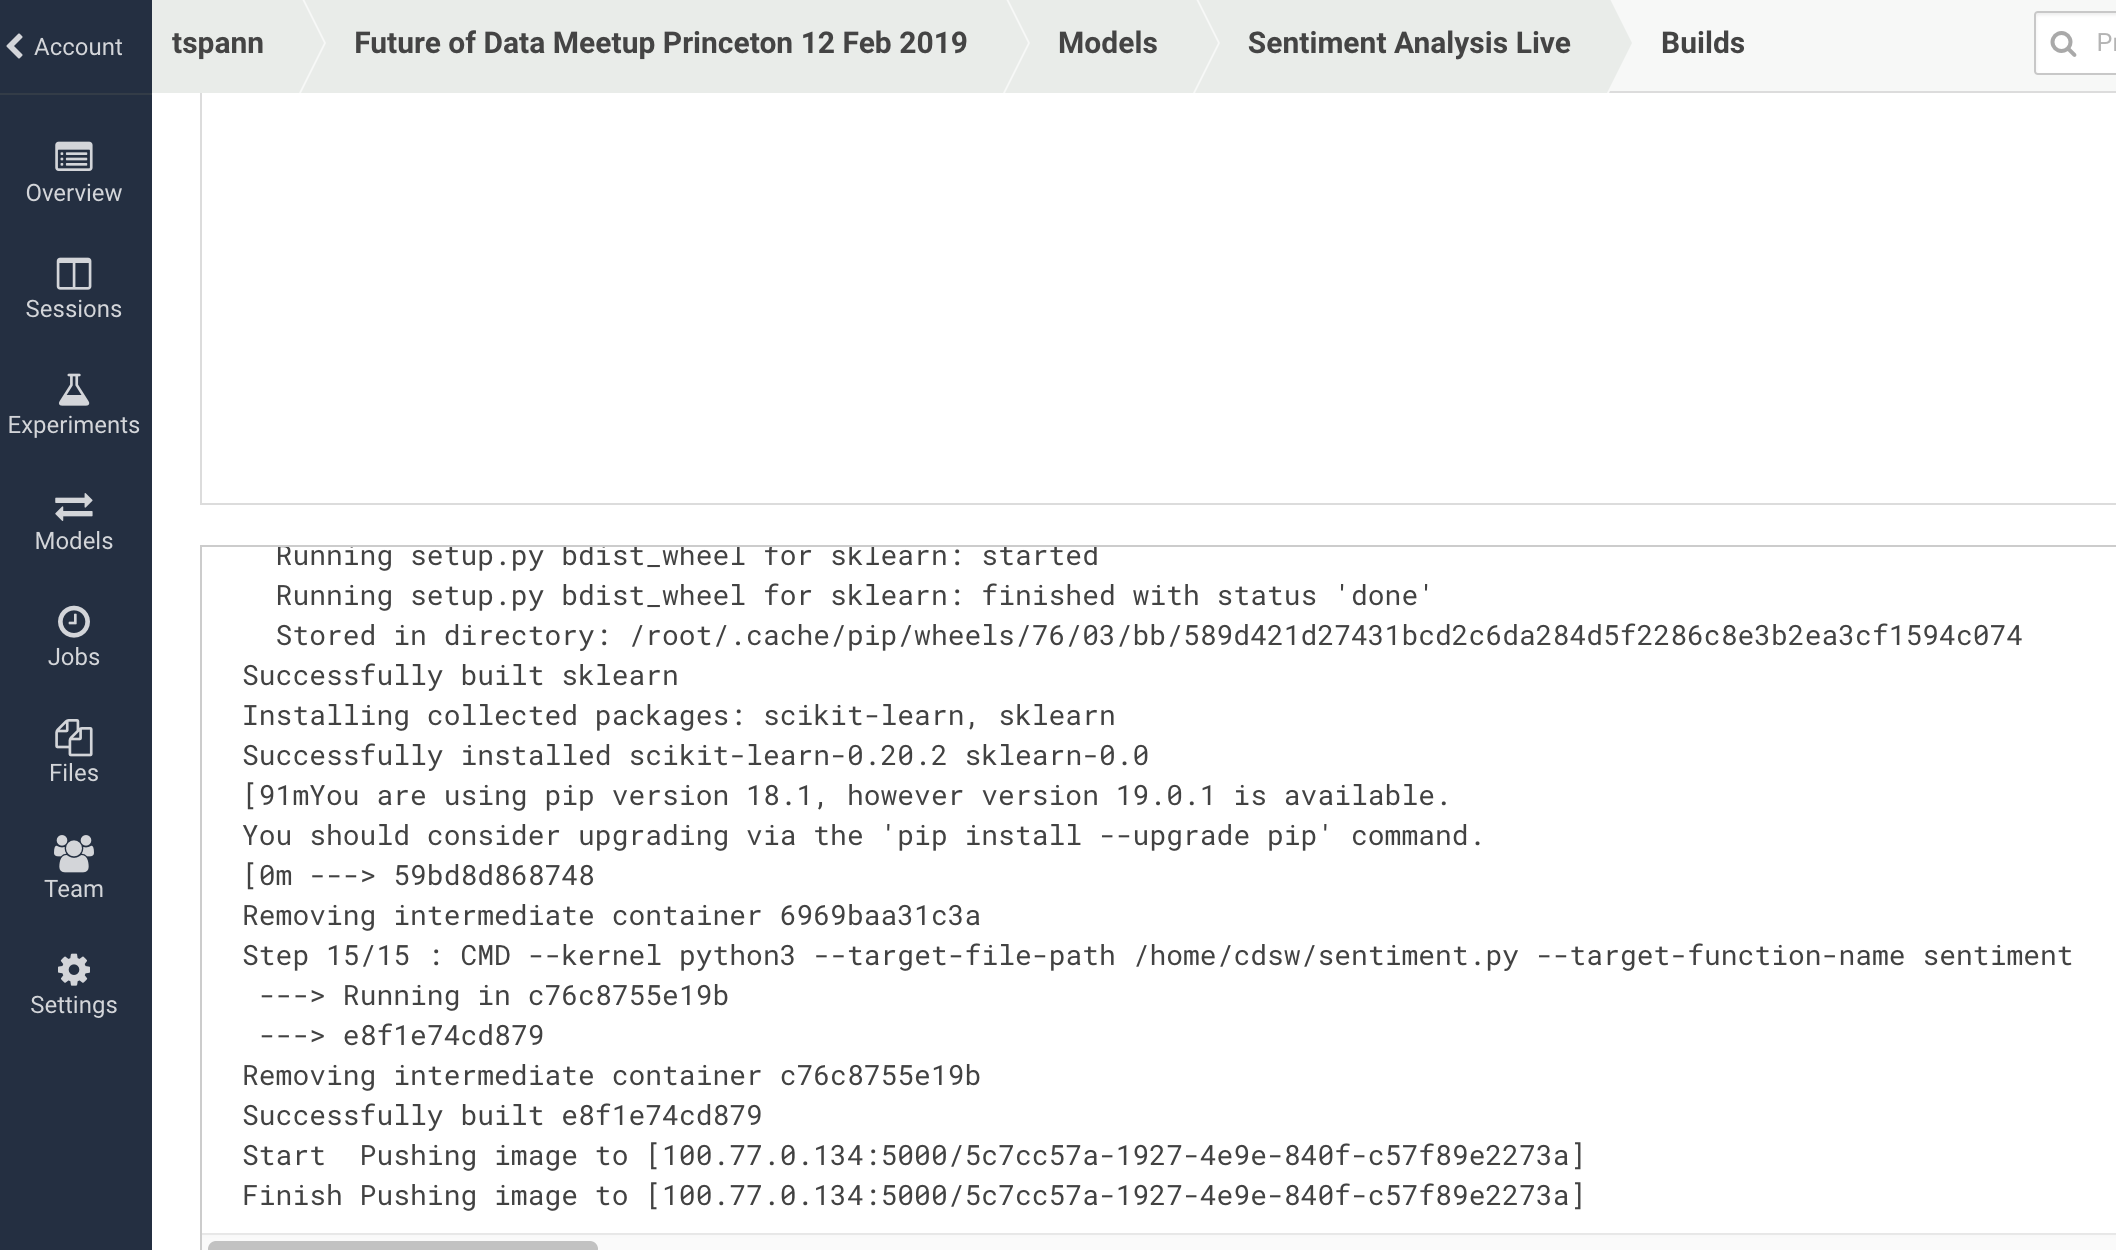 Account
tspann
Future of Data Meetup Princeton 12 Feb 2019
Models
Sentiment Analysis Live
Builds
Overview
Sessions
Experiments
Models
Jobs
Files
Team
Settings
Running setup.py bdist_wheel for sklearn: started
Running setup.py bdist_wheel for sklearn: finished with status 'done'
Stored in directory: /root/.cache/pip/wheels/76/03/bb/589d421d27431bcd2c6da284d5f2286c8e3b2ea3cf1594c074
Successfully built sklearn
Installing collected packages: scikit-learn, sklearn
Successfully installed scikit-learn-0.20.2 sklearn-0.0
[91mYou are using pip version 18.1, however version 19.0.1 is available.
You should consider upgrading via the 'pip install --upgrade pip' command.
[0m ---> 59bd8d868748
Removing intermediate container 6969baa31c3a
Step 15/15 : CMD --kernel python3 --target-file-path /home/cdsw/sentiment.py --target-function-name sentiment
---> Running in c76c8755e19b
---> e8f1e74cd879
Removing intermediate container c76c8755e19b
Successfully built e8f1e74cd879
Start  Pushing image to [100.77.0.134:5000/5c7cc57a-1927-4e9e-840f-c57f89e2273a]
Finish Pushing image to [100.77.0.134:5000/5c7cc57a-1927-4e9e-840f-c57f89e2273a]